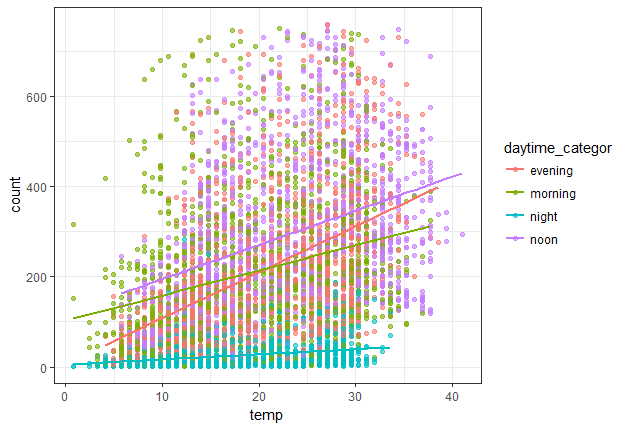 daytime_categor
evening
morning
night
noon
count
600
400
200
0
0
10
20
30
40
temp